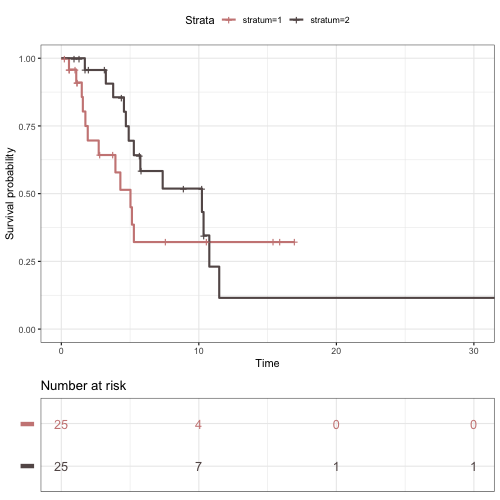 Strata stratum=1 stratum=2
1.00
0.75
0.50
0.25
0.00
Survival probability
0 10 20 30
Time
Number at risk
25 4 0 0
25 7 1 1